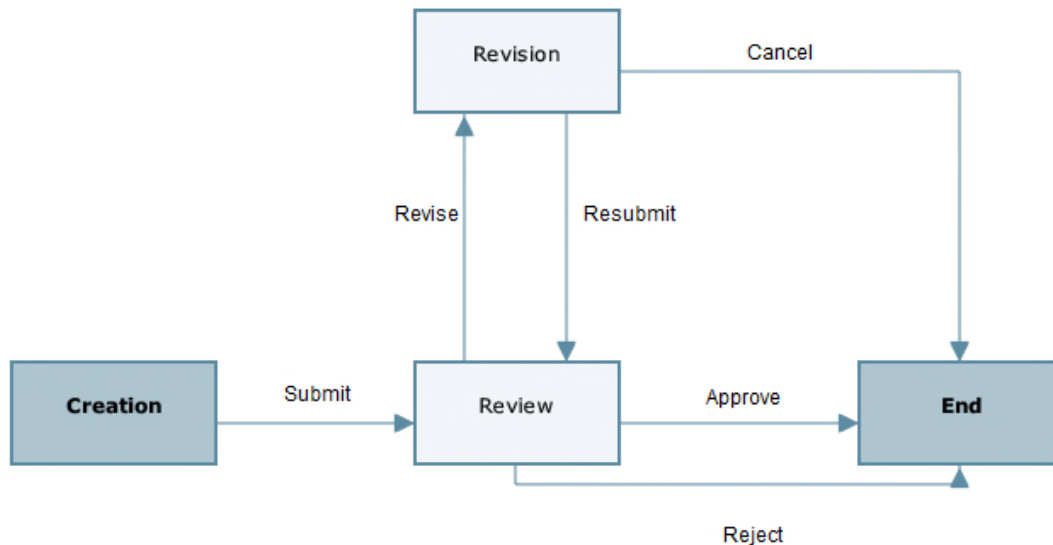 Revision
Cancel
Revise
Resubmit
Creation
Submit
Review
Approve
End
Reject